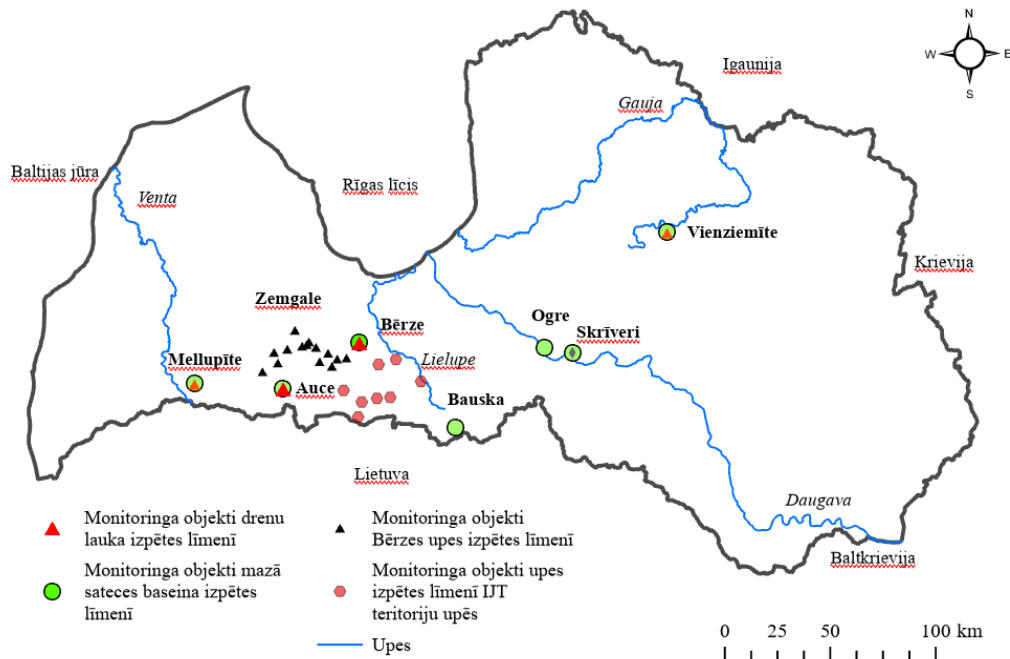 N
W
E
S
Igaunija
Gauja
Baltijas jūra
Rīgas līcis
Venta
Vienziemīte
Krievija
Zemgale
Ogre
Bērze
Skrīveri
Mellupīte
Lielupe
Auce
Bauska
Lietuva
Daugava
Baltkrievija
Monitoringa objekti drenu
lauka izpētes līmenī
Monitoringa objekti mazā
sateces baseina izpētes
līmenī
Monitoringa objekti
Bērzes upes izpētes līmenī
Monitoringa objekti upes
izpētes līmenī IJT
teritoriju upēs
Upes
0 25 50 100 km